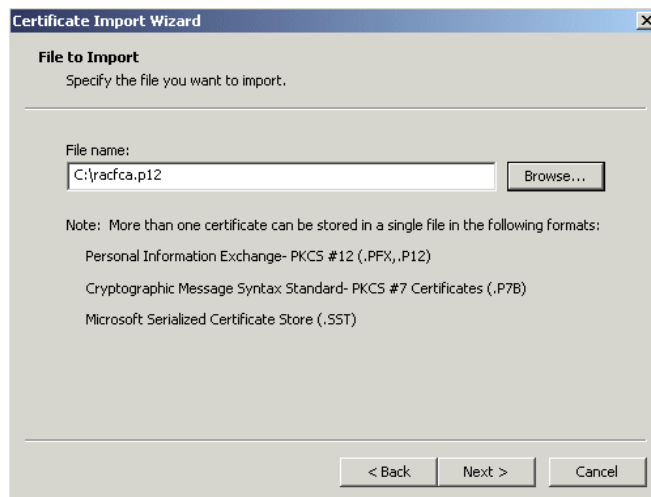 Certificate Import Wizard
File to Import
Specify the file you want to import.
File name:
C:\racfca.p12
Browse...
Note: More than one certificate can be stored in a single file in the following formats:
Personal Information Exchange- PKCS #12 (.PFX,.P12)
Cryptographic Message Syntax Standard- PKCS #7 Certificates (.P7B)
Microsoft Serialized Certificate Store (.SST)
< Back Next > Cancel